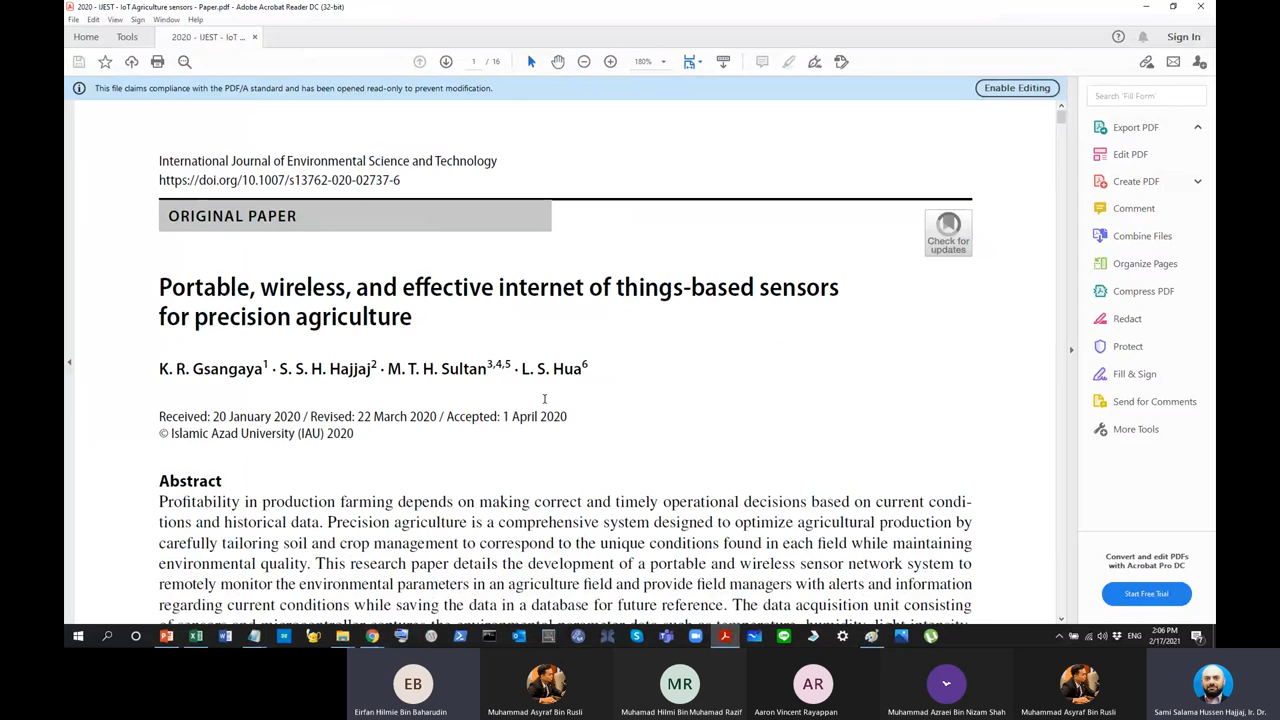 2020 - IJEST - IoT Agriculture sensors - Paper.pdf - Adobe Acrobat Reader DC (32-bit)
File Edit View Sign Window Help
Home Tools 2020 - IJEST - IoT ... × Sign In
1 / 16 180%
This file claims compliance with the PDF/A standard and has been opened read-only to prevent modification. Enable Editing
Search 'Fill Form'
Export PDF
Edit PDF
Create PDF
Comment
Combine Files
Organize Pages
Compress PDF
Redact
Protect
Fill & Sign
Send for Comments
More Tools
Convert and edit PDFs
with Acrobat Pro DC
Start Free Trial
International Journal of Environmental Science and Technology
https://doi.org/10.1007/s13762-020-02737-6
ORIGINAL PAPER
Check for
updates
Portable, wireless, and effective internet of things-based sensors
for precision agriculture
K. R. Gsangaya1 · S. S. H. Hajjaj2 · M. T. H. Sultan3,4,5 · L. S. Hua6
Received: 20 January 2020 / Revised: 22 March 2020 / Accepted: 1 April 2020
© Islamic Azad University (IAU) 2020
Abstract
Profitability in production farming depends on making correct and timely operational decisions based on current condi-
tions and historical data. Precision agriculture is a comprehensive system designed to optimize agricultural production by
carefully tailoring soil and crop management to correspond to the unique conditions found in each field while maintaining
environmental quality. This research paper details the development of a portable and wireless sensor network system to
remotely monitor the environmental parameters in an agriculture field and provide field managers with alerts and information
regarding current conditions while saving the data in a database for future reference. The data acquisition unit consisting
ENG
2:06 PM
2/17/2021
EB
MR
AR
Eirfan Hilmie Bin Baharudin
Muhammad Asyraf Bin Rusli
Muhamad Hilmi Bin Muhamad Razif
Aaron Vincent Rayappan
Muhammad Azraei Bin Nizam Shah
Muhammad Asyraf Bin Rusli
Sami Salama Hussen Hajjaj, Ir. Dr.